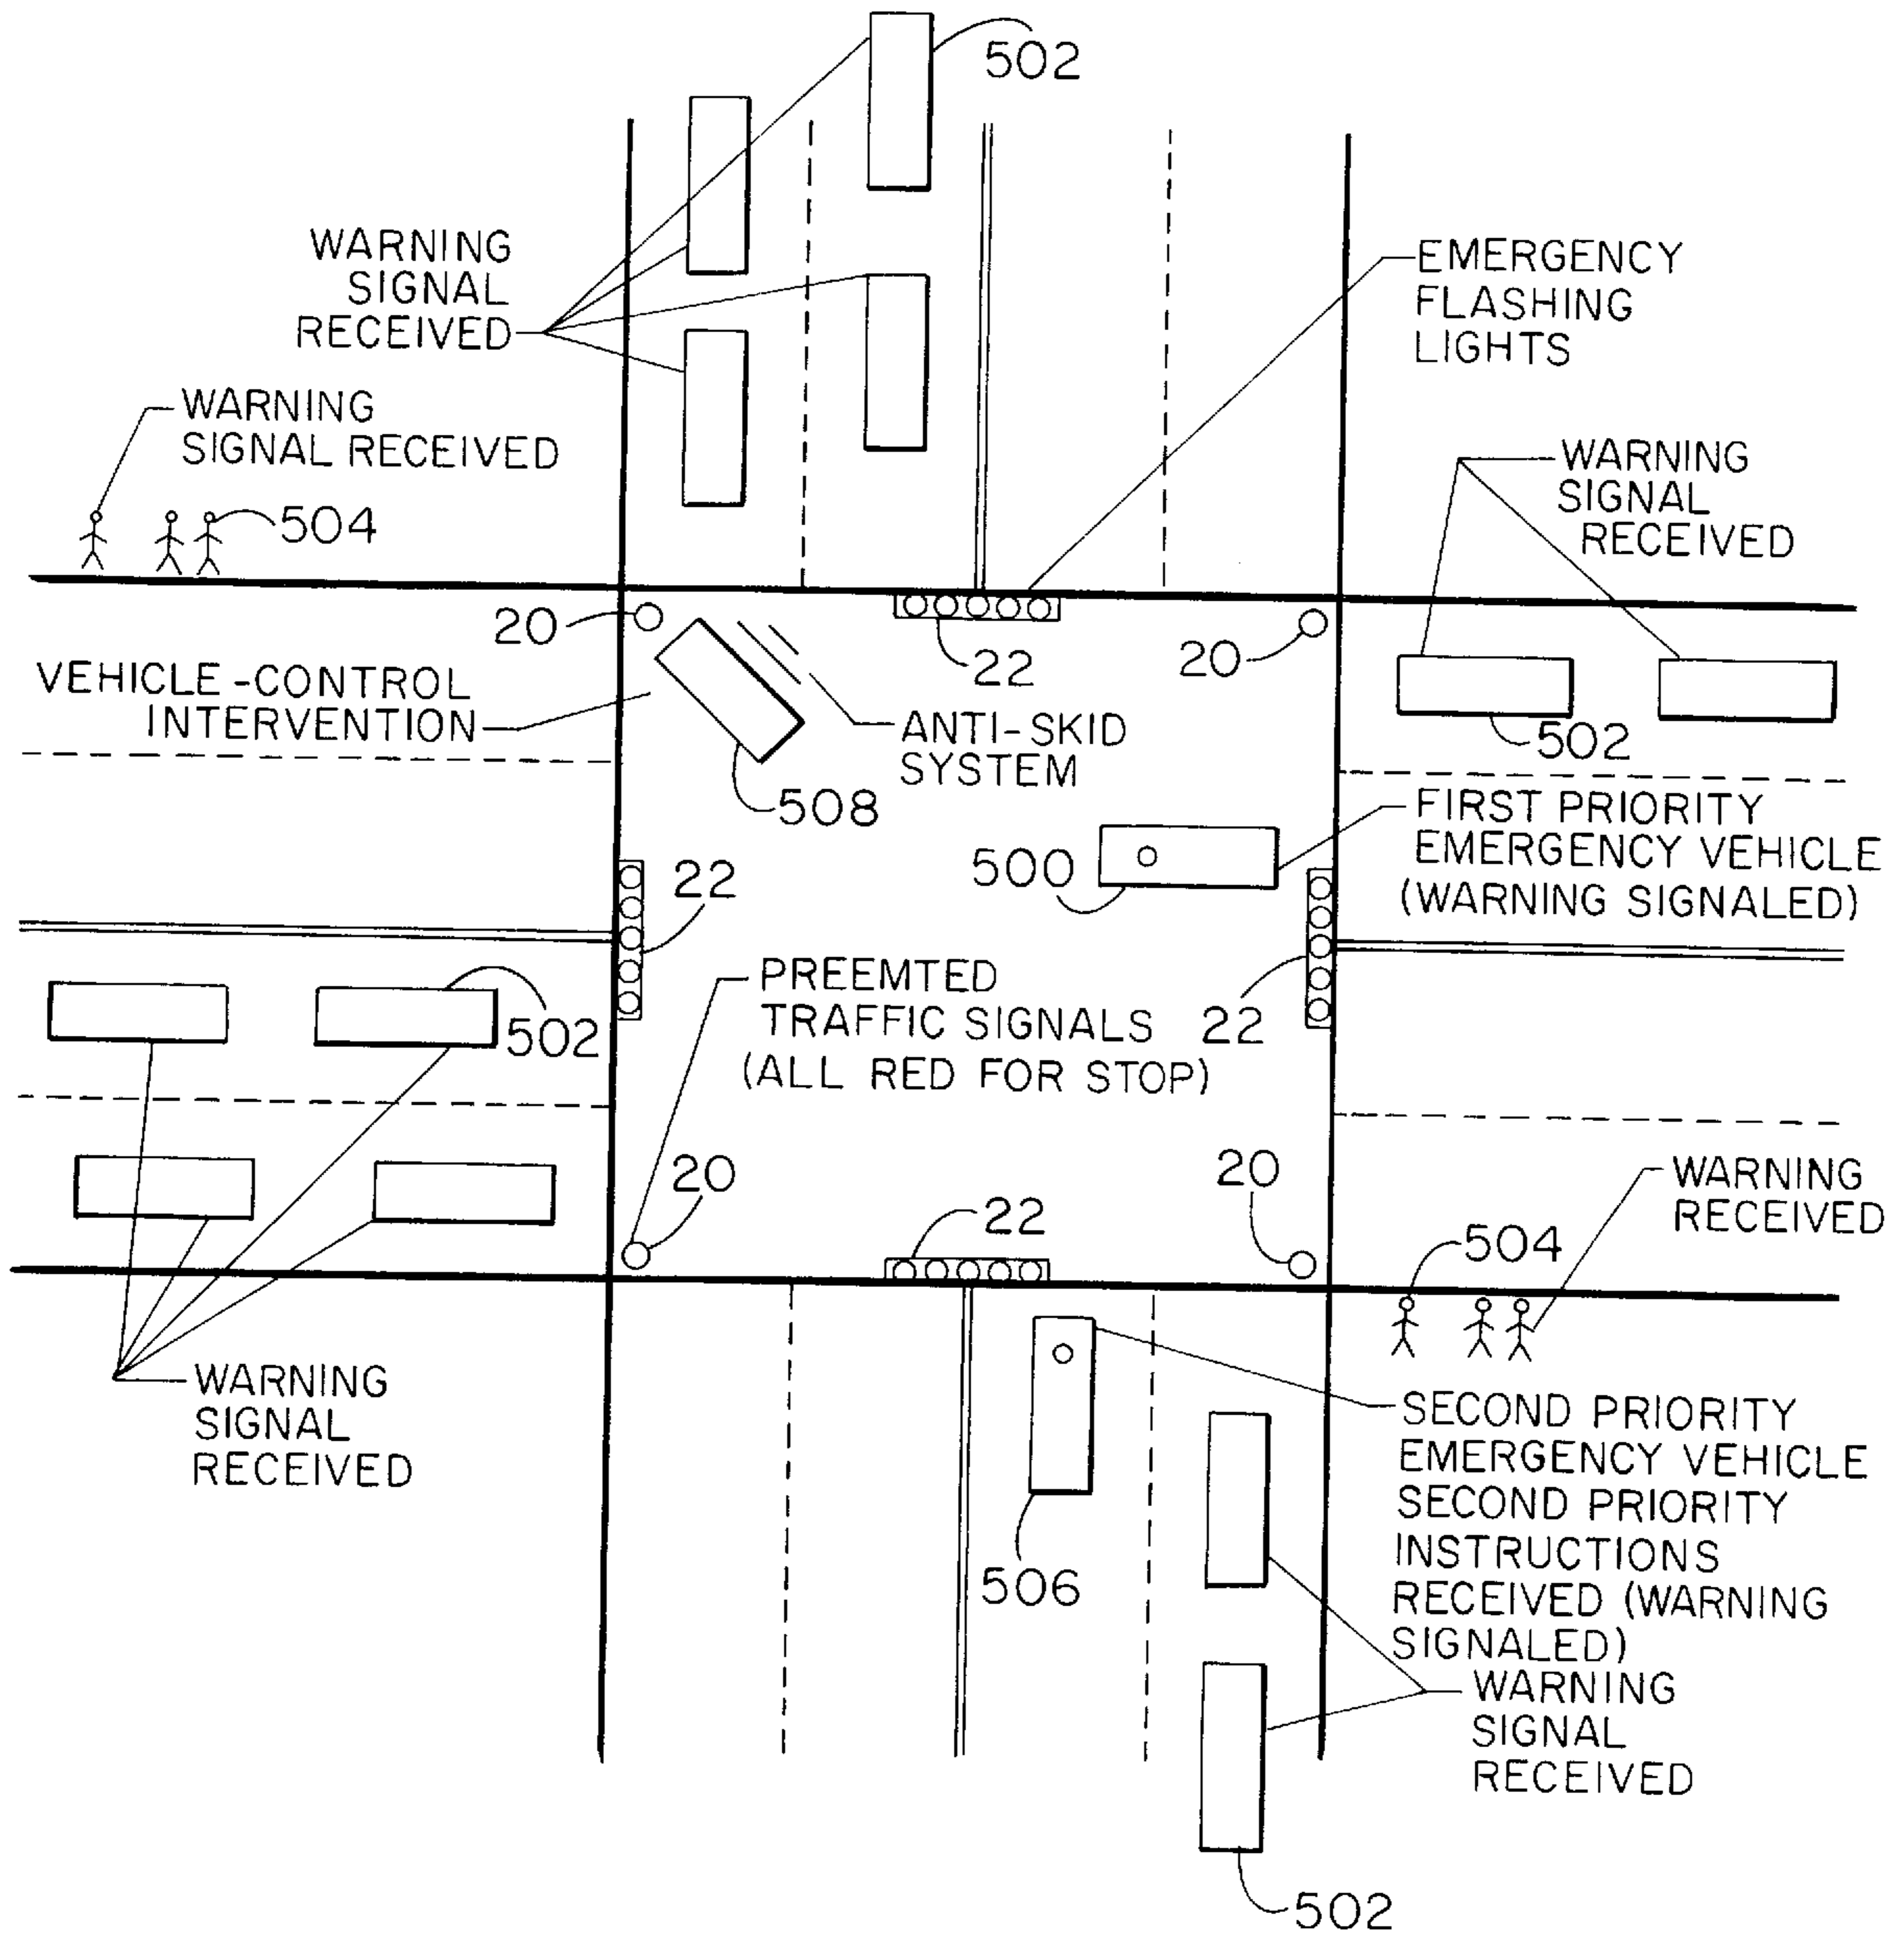 502
WARNING
SIGNAL
RECEIVED
EMERGENCY
FLASHING
LIGHTS
WARNING
SIGNAL RECEIVED
504
WARNING
SIGNAL
RECEIVED
20
22
20
VEHICLE-CONTROL
INTERVENTION
ANTI-SKID
SYSTEM
502
508
FIRST PRIORITY
EMERGENCY VEHICLE
(WARNING SIGNALED)
500
22
PREEMTED
TRAFFIC SIGNALS
(ALL RED FOR STOP)
22
502
20
20
22
WARNING
RECEIVED
504
WARNING
SIGNAL
RECEIVED
SECOND PRIORITY
EMERGENCY VEHICLE
SECOND PRIORITY
INSTRUCTIONS
RECEIVED (WARNING
SIGNALED)
506
WARNING
SIGNAL
RECEIVED
502